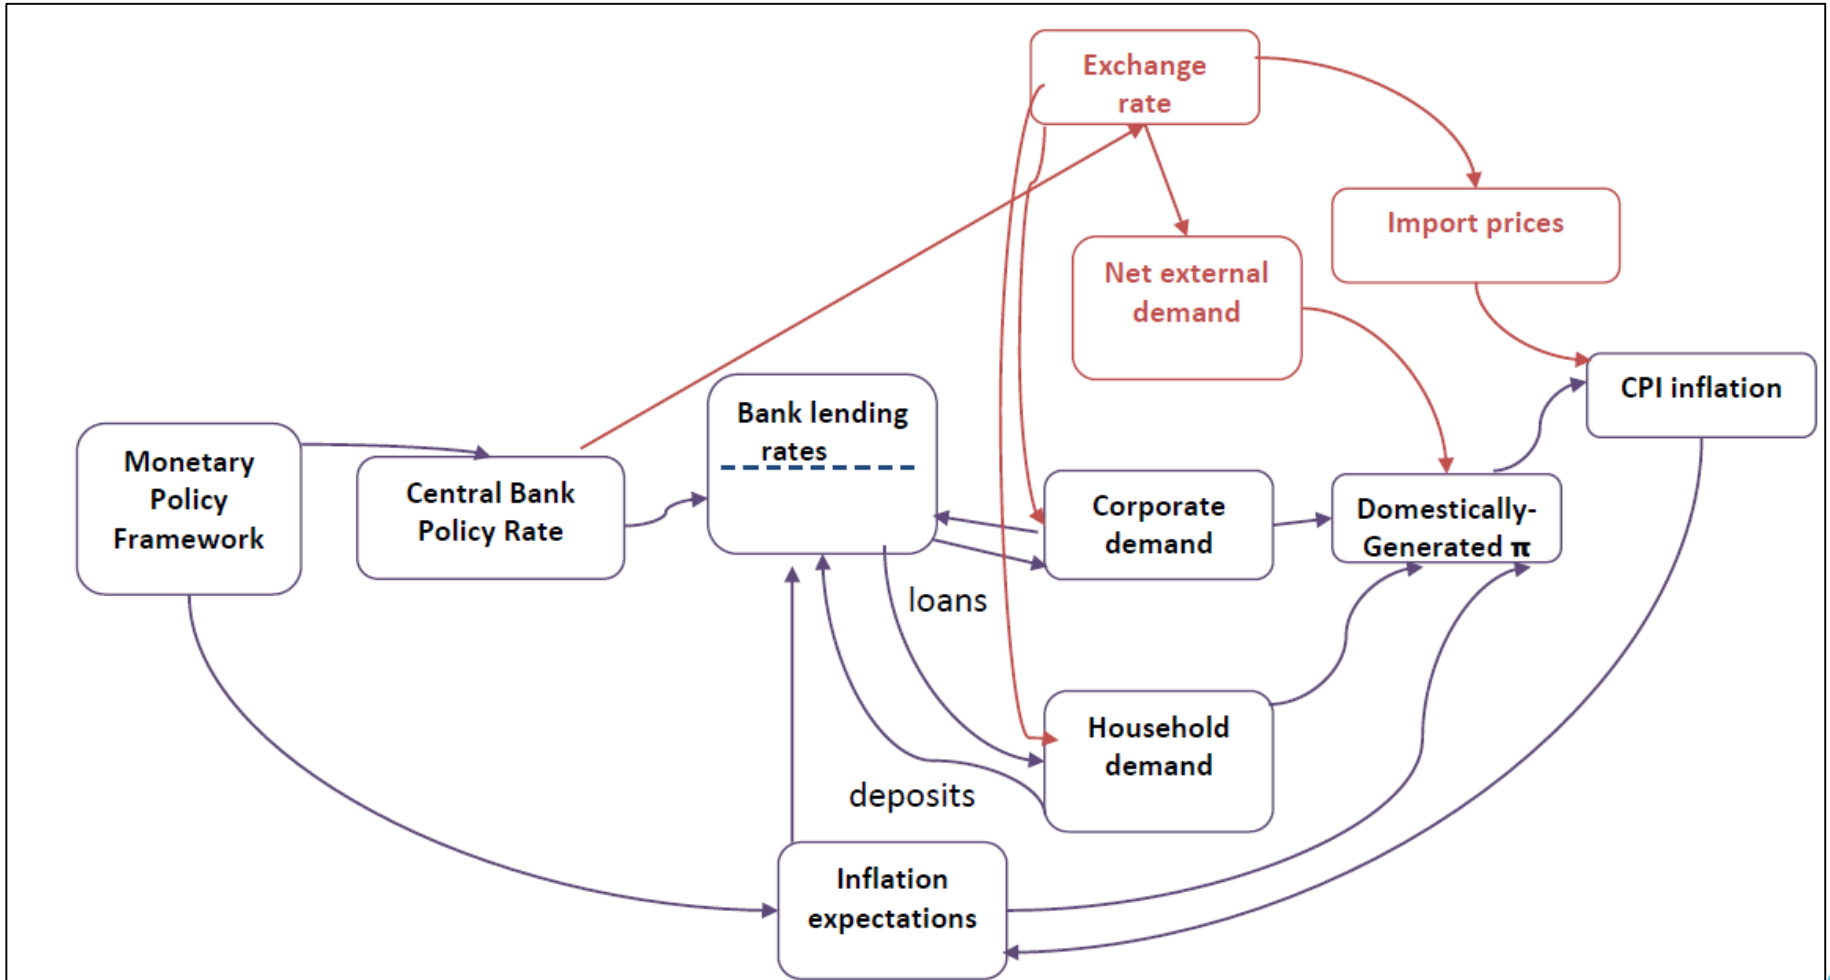 Exchange
rate
Import prices
Net external
demand
CPI inflation
Bank lending
rates
Monetary
Policy
Framework
Central Bank
Policy Rate
Corporate
demand
Domestically-
Generated π
loans
Household
demand
deposits
Inflation
expectations